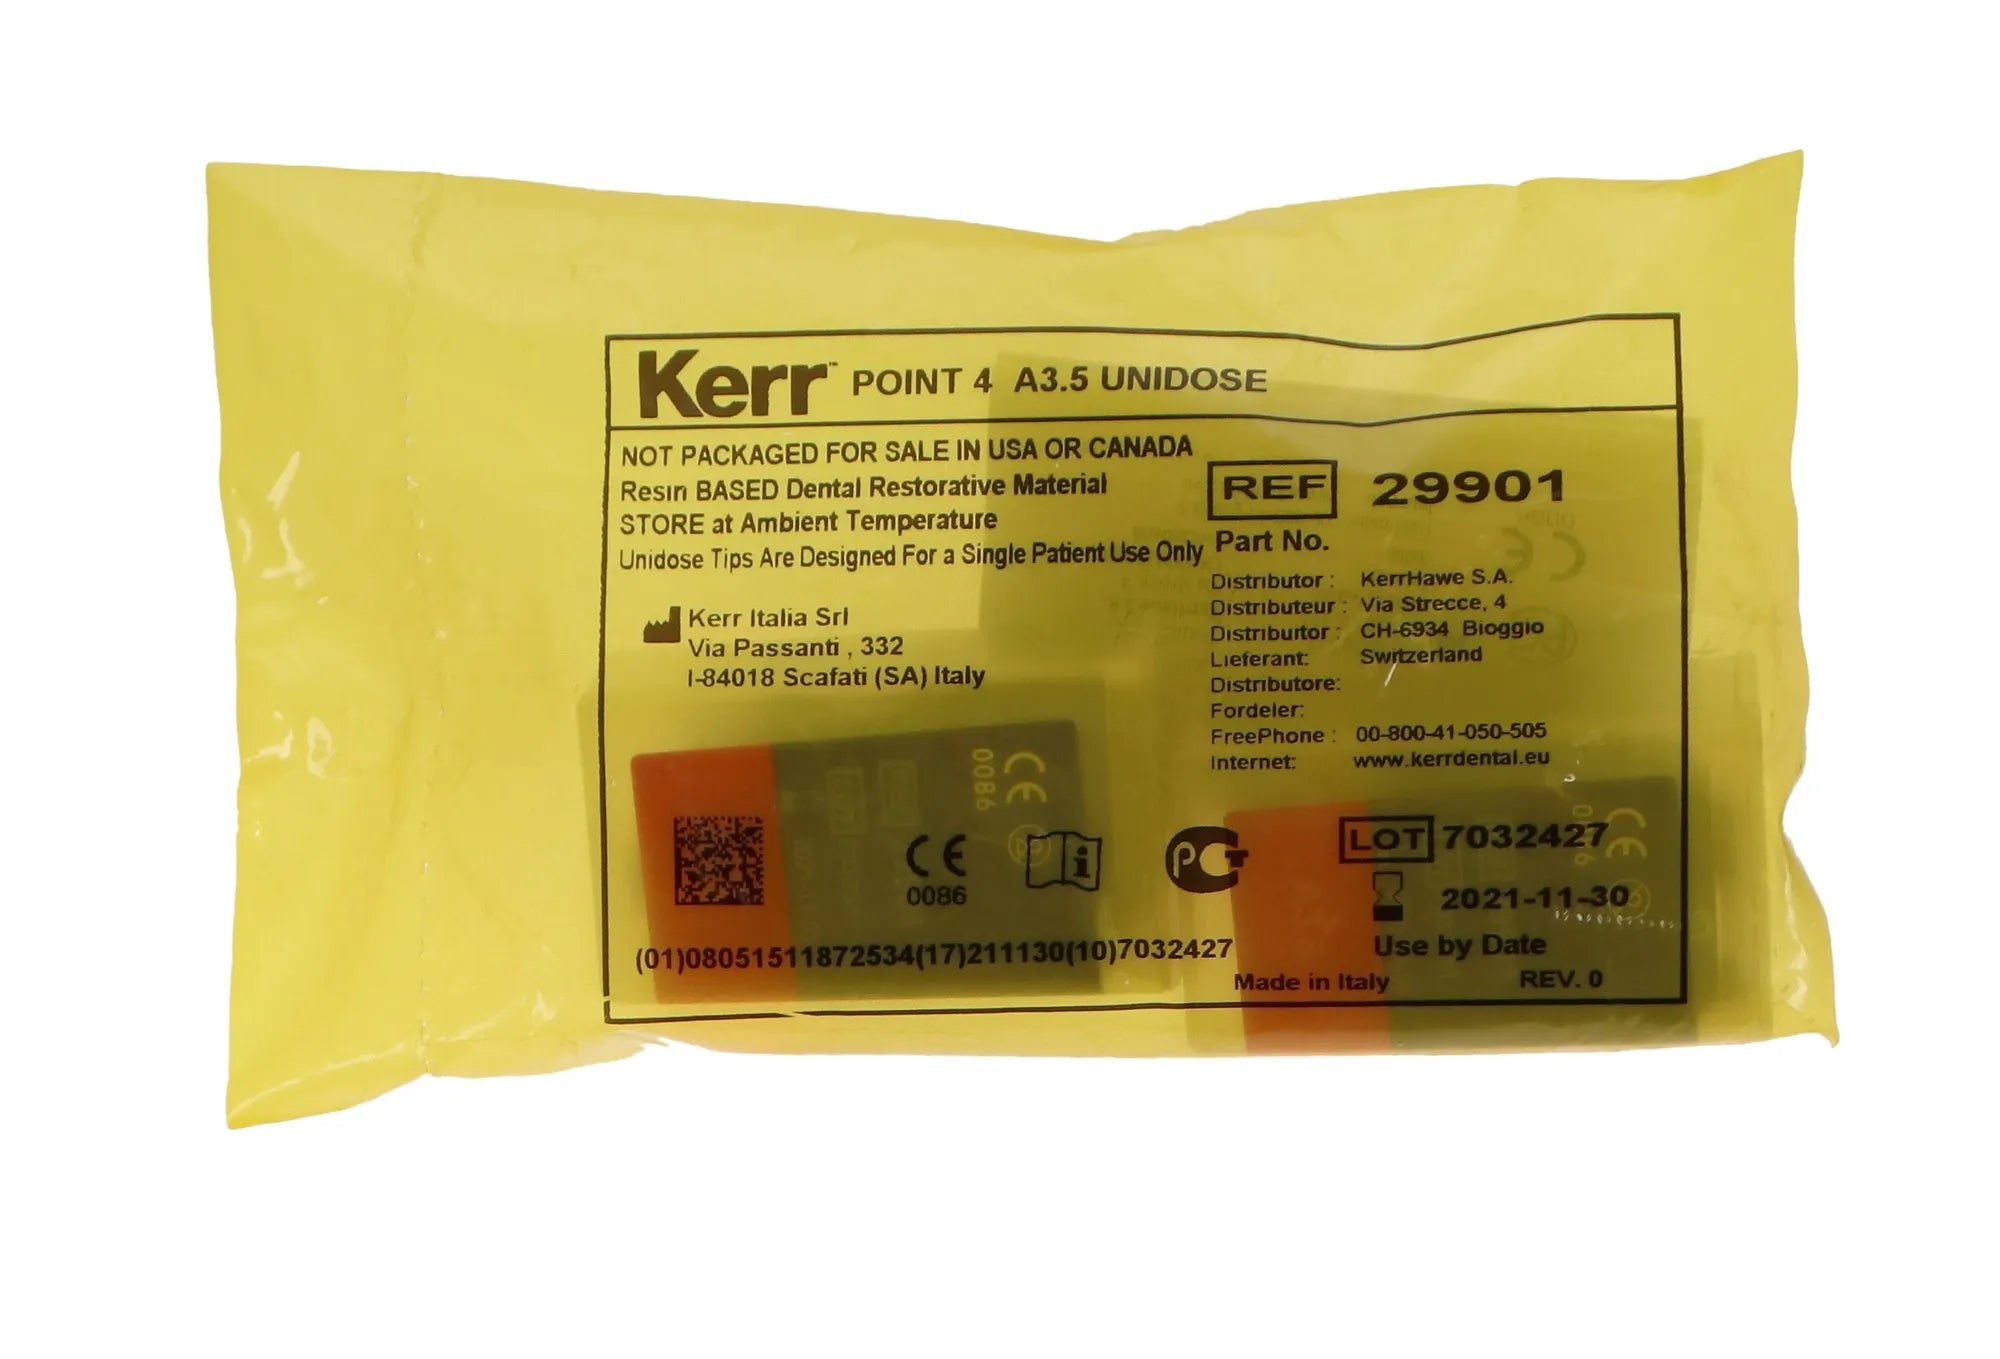 Kerr™ POINT 4 A3.5 UNIDOSE
NOT PACKAGED FOR SALE IN USA OR CANADA
Resin BASED Dental Restorative Material
STORE at Ambient Temperature
Unidose Tips Are Designed For a Single Patient Use Only
Kerr Italia Srl
Via Passanti , 332
I-84018 Scafati (SA) Italy
REF 29901
Part No.
Distributor : KerrHawe S.A.
Distributeur : Via Strecce, 4
Distribuitor : CH-6934 Bioggio
Lieferant: Switzerland
Distributore:
Fordeler:
FreePhone : 00-800-41-050-505
Internet: www.kerrdental.eu
CE
0086
i
РСТ
LOT 7032427
2021-11-30
Use by Date
(01)08051511872534(17)211130(10)7032427
Made in Italy REV. 0
CE
0086
CE